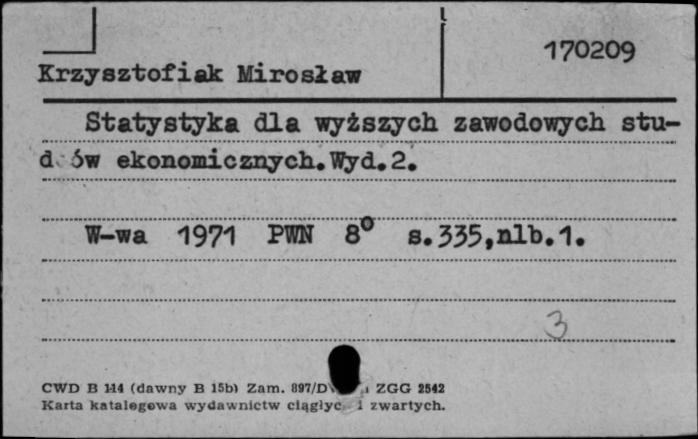 170209
Krzysztofiak Mirosław
Statystyka dla wyższych zawodowych stu-
d ów ekonomicznych.Wyd.2.
W-wa 1971 PWN 8° s.335,nlb.1.
3
CWD B 144 (dawny B 15b) Zam. 897/D ZGG 2542
Karta katalogowa wydawnictw ciągłyc i zwartych.